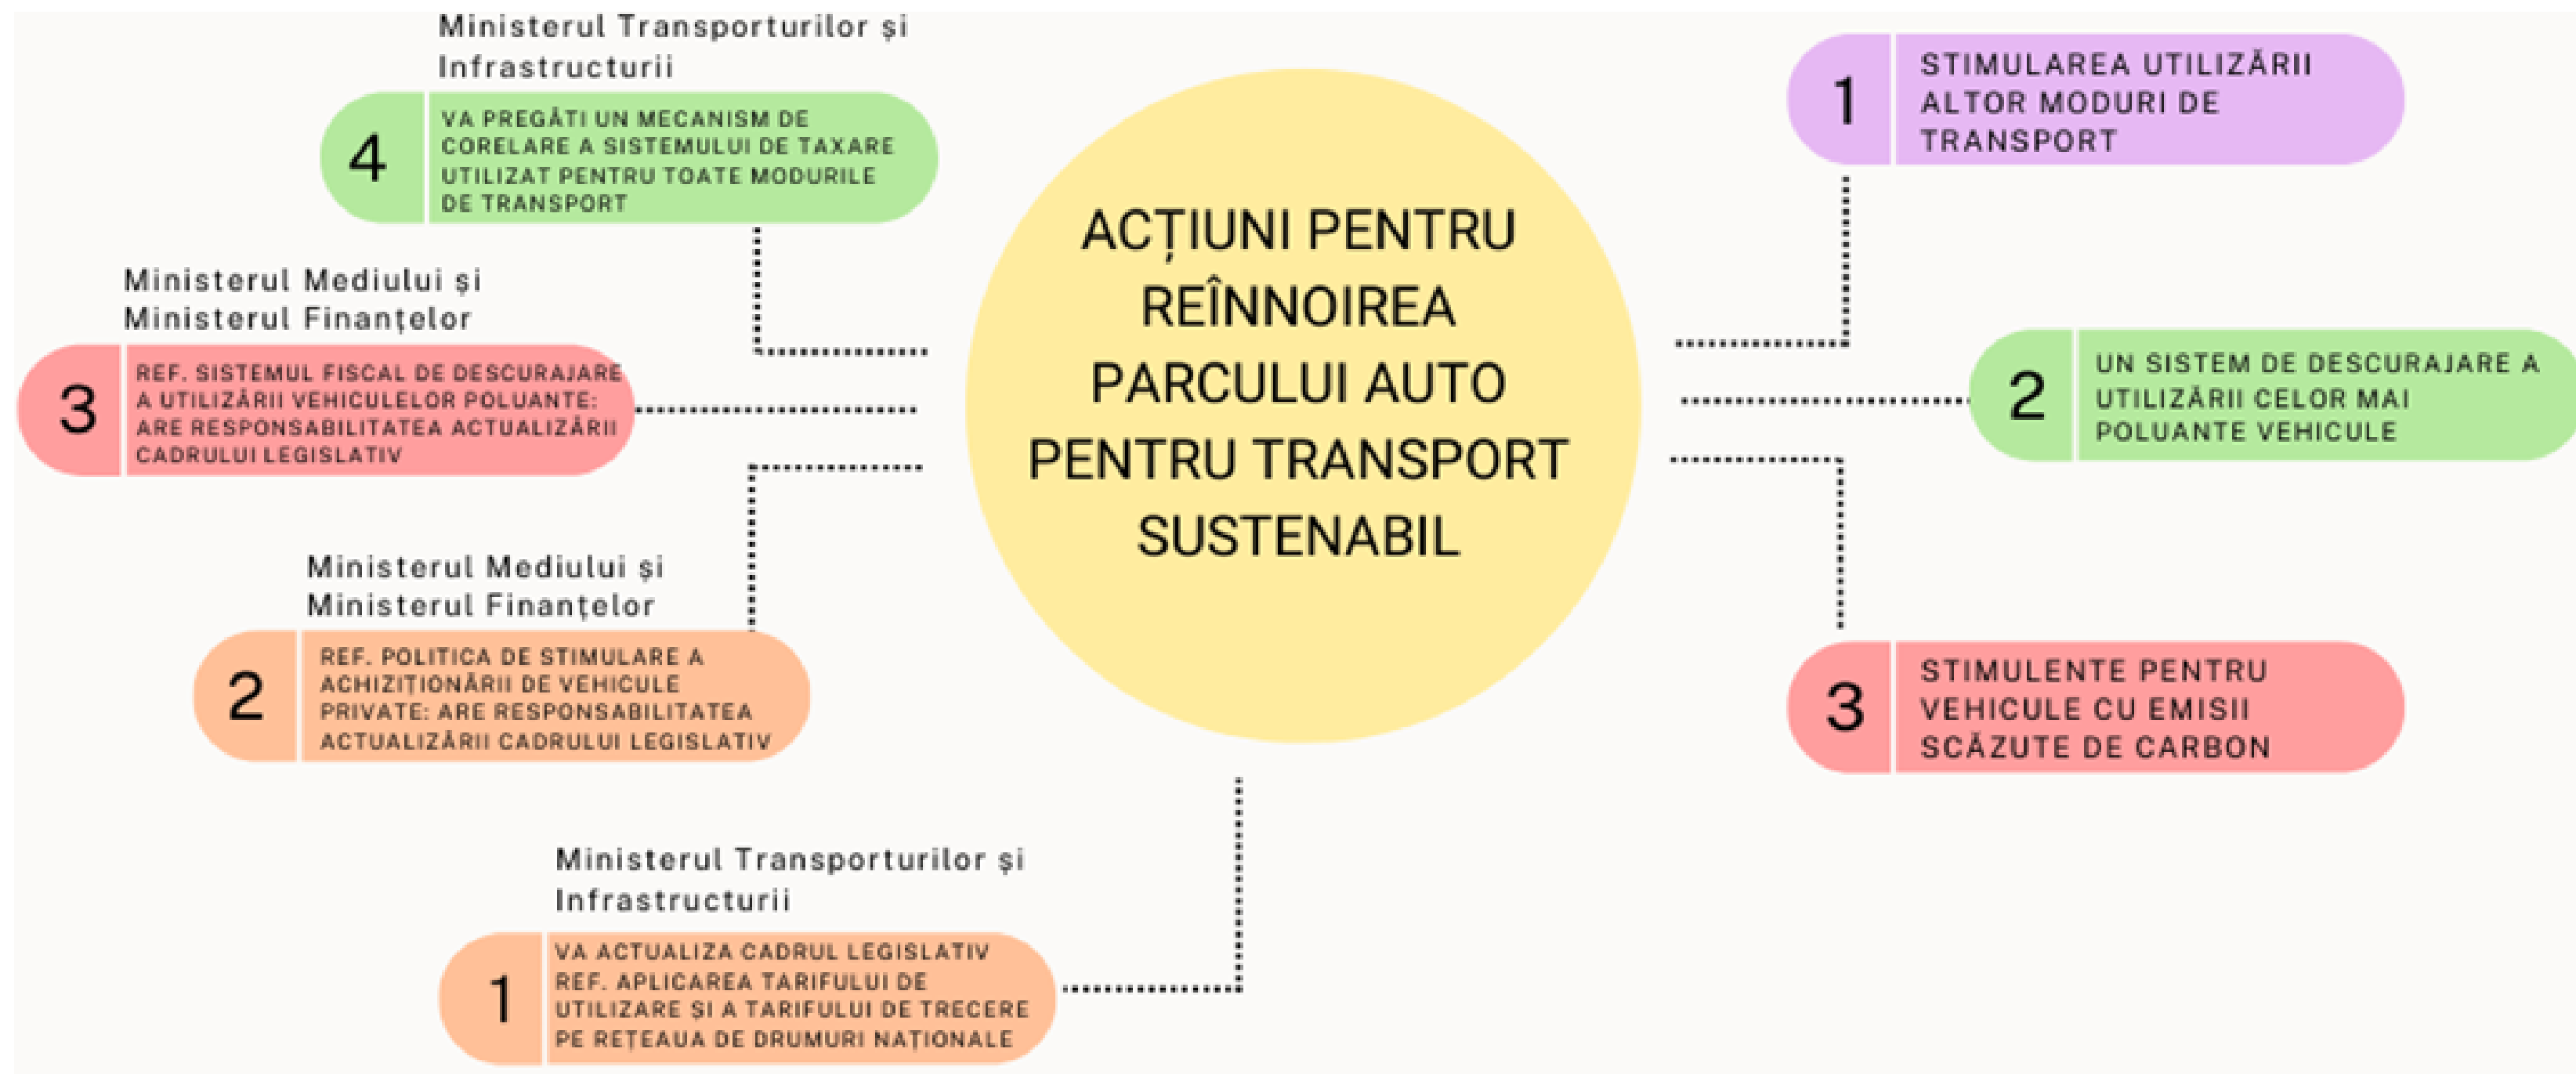 Ministerul Transporturilor și
Infrastructurii
4
VA PREGĂTI UN MECANISM DE
CORELARE A SISTEMULUI DE TAXARE
UTILIZAT PENTRU TOATE MODURILE
DE TRANSPORT
Ministerul Mediului și
Ministerul Finanțelor
3
REF. SISTEMUL FISCAL DE DESCURAJARE
A UTILIZĂRII VEHICULELOR POLUANTE:
ARE RESPONSABILITATEA ACTUALIZĂRII
CADRULUI LEGISLATIV
Ministerul Mediului și
Ministerul Finanțelor
2
REF. POLITICA DE STIMULARE A
ACHIZIȚIONĂRII DE VEHICULE
PRIVATE: ARE RESPONSABILITATEA
ACTUALIZĂRII CADRULUI LEGISLATIV
Ministerul Transporturilor și
Infrastructurii
1
VA ACTUALIZA CADRUL LEGISLATIV
REF. APLICAREA TARIFULUI DE
UTILIZARE ȘI A TARIFULUI DE TRECERE
PE REȚEAUA DE DRUMURI NAȚIONALE
ACȚIUNI PENTRU
REÎNNOIREA
PARCULUI AUTO
PENTRU TRANSPORT
SUSTENABIL
1
STIMULAREA UTILIZĂRII
ALTOR MODURI DE
TRANSPORT
2
UN SISTEM DE DESCURAJARE A
UTILIZĂRII CELOR MAI
POLUANTE VEHICULE
3
STIMULENTE PENTRU
VEHICULE CU EMISII
SCĂZUTE DE CARBON